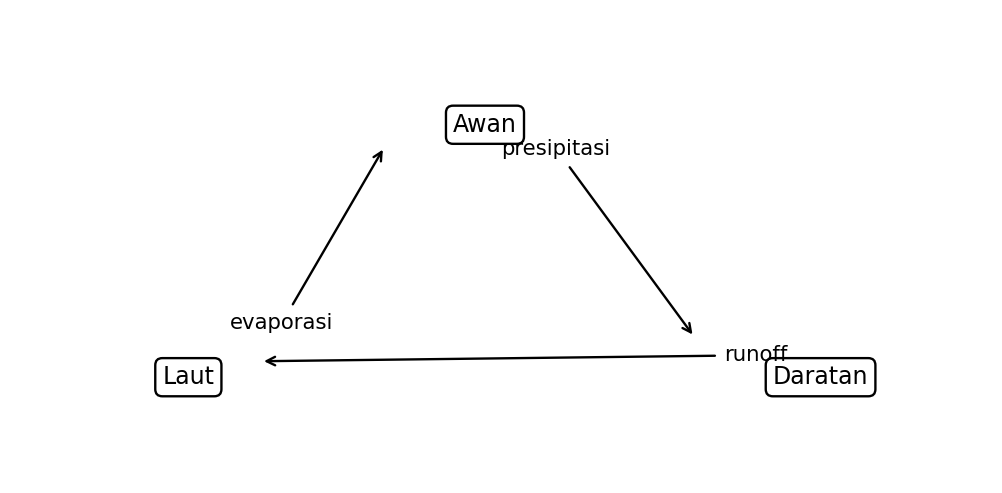 Awan
presipitasi
evaporasi
runoff
Laut
Daratan